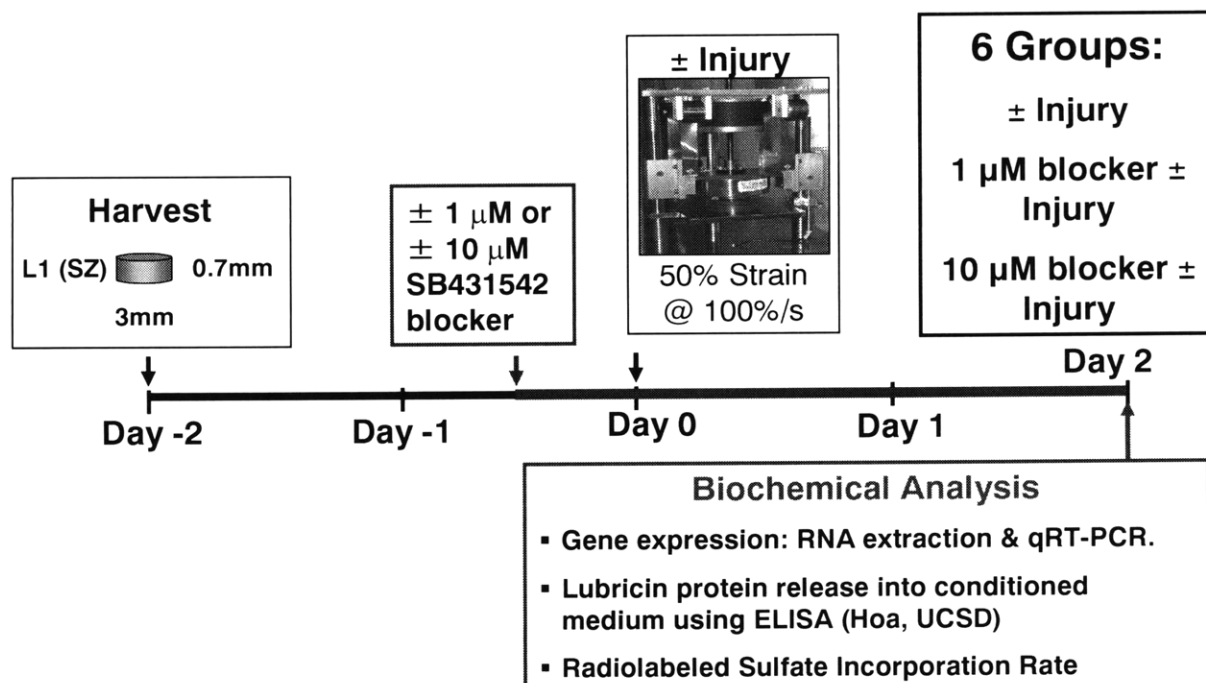 Harvest
L1 (SZ) 0.7mm
3mm
± 1 µM or
± 10 µM
SB431542
blocker
± Injury
50% Strain
@ 100%/s
6 Groups:
± Injury
1 µM blocker ±
Injury
10 µM blocker ±
Injury
Day -2
Day -1
Day 0
Day 1
Day 2
Biochemical Analysis
▪ Gene expression: RNA extraction & qRT-PCR.
▪ Lubricin protein release into conditioned
medium using ELISA (Hoa, UCSD)
▪ Radiolabeled Sulfate Incorporation Rate